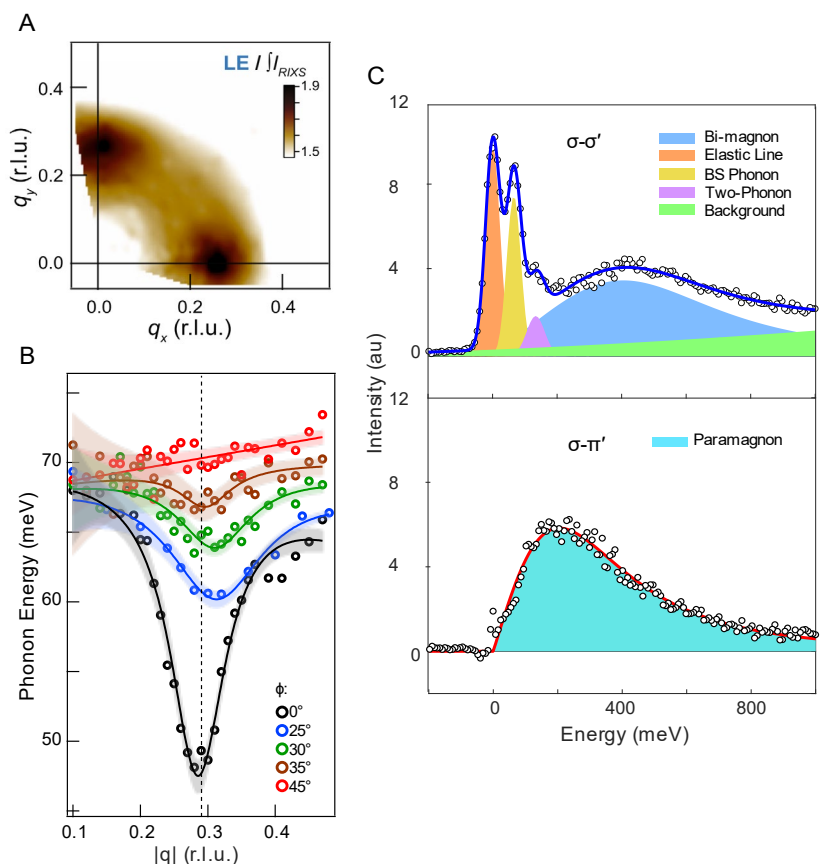 A
LE / ∫I_RIXS
1.9
1.5
0.4
0.2
0.0
q_y (r.l.u.)
0.0
0.2
0.4
q_x (r.l.u.)
B
70
60
50
Phonon Energy (meV)
ϕ:
0°
25°
30°
35°
45°
0.1
0.2
0.3
0.4
|q| (r.l.u.)
C
12
8
4
0
σ-σ′
Bi-magnon
Elastic Line
BS Phonon
Two-Phonon
Background
Intensity (au)
12
8
4
0
σ-π′
Paramagnon
0
400
800
Energy (meV)